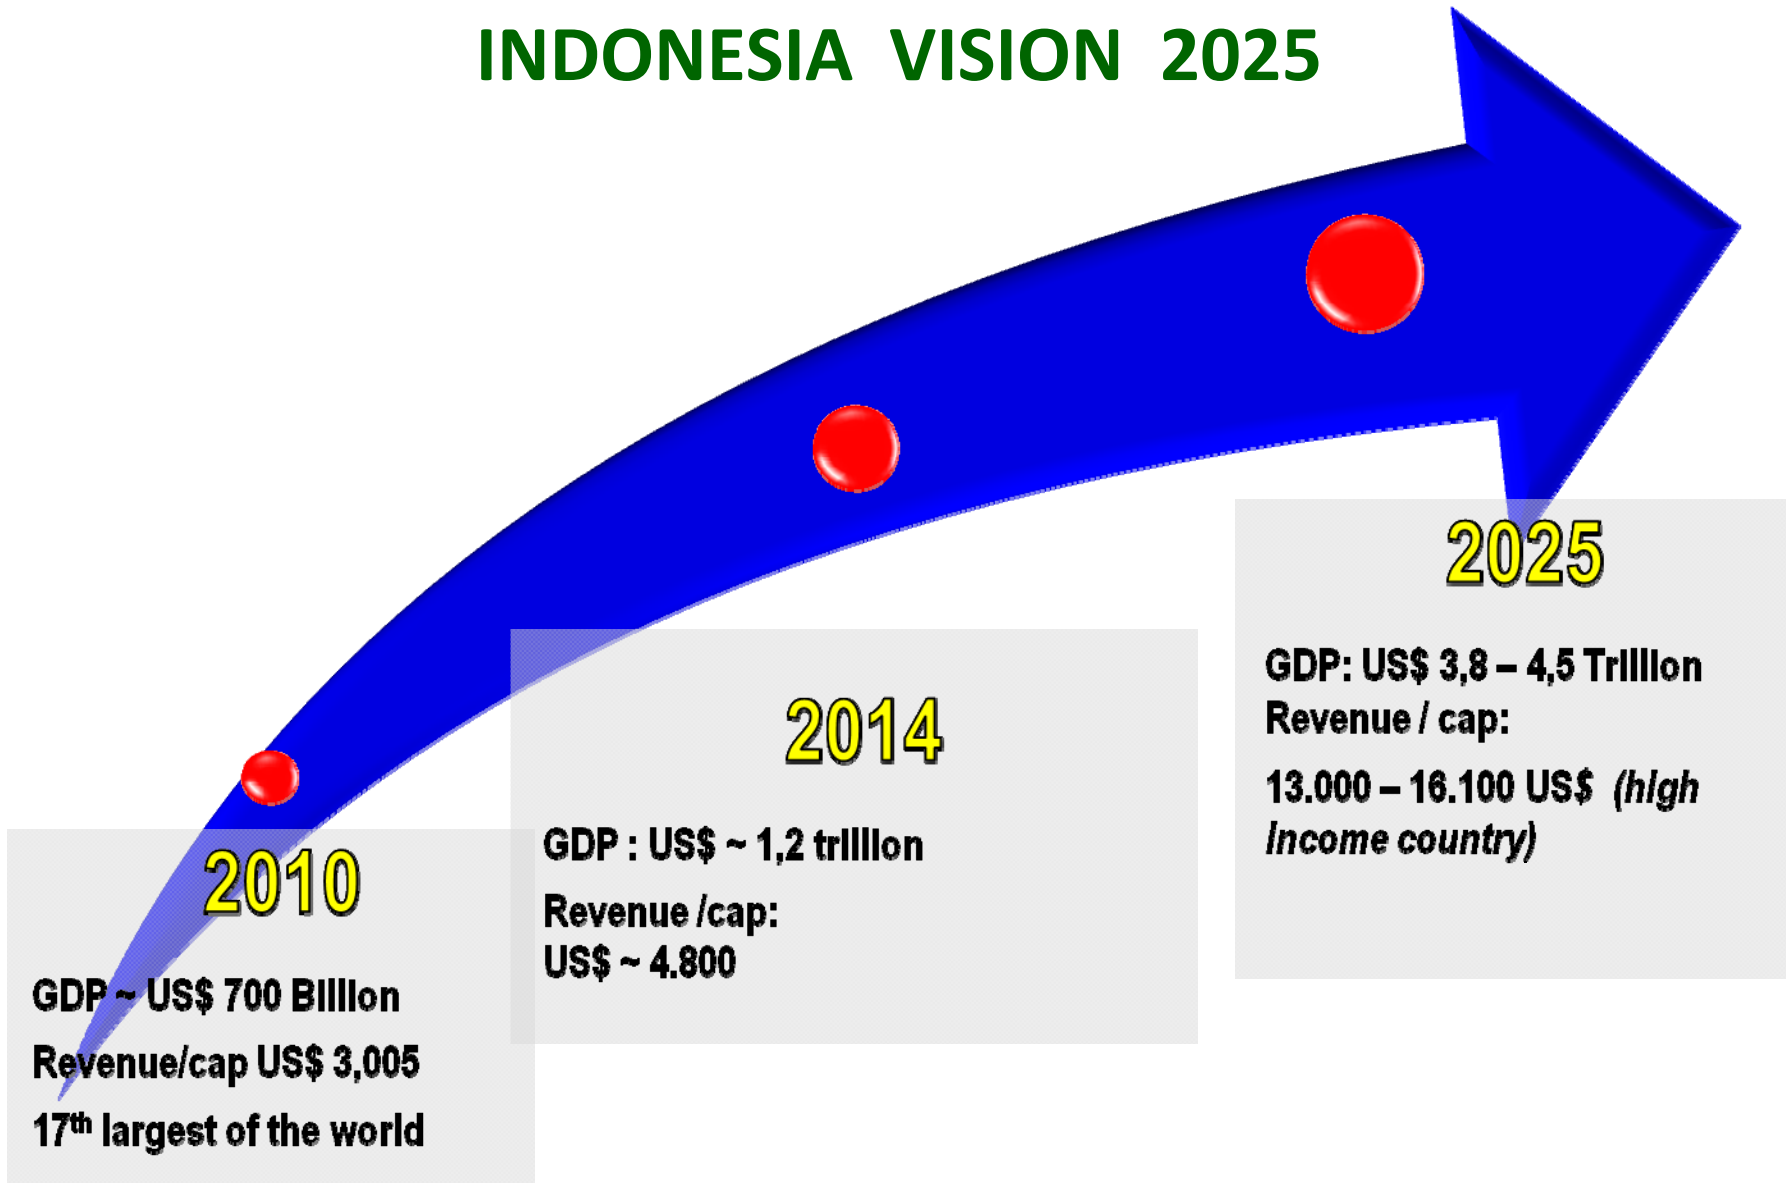 INDONESIA VISION 2025
2010
GDP ~ US$ 700 Billion
Revenue/cap US$ 3,005
17th largest of the world
2014
GDP : US$ ~ 1,2 trillion
Revenue /cap:
US$ ~ 4.800
2025
GDP: US$ 3,8 – 4,5 Trillion
Revenue / cap:
13.000 – 16.100 US$ (high
income country)